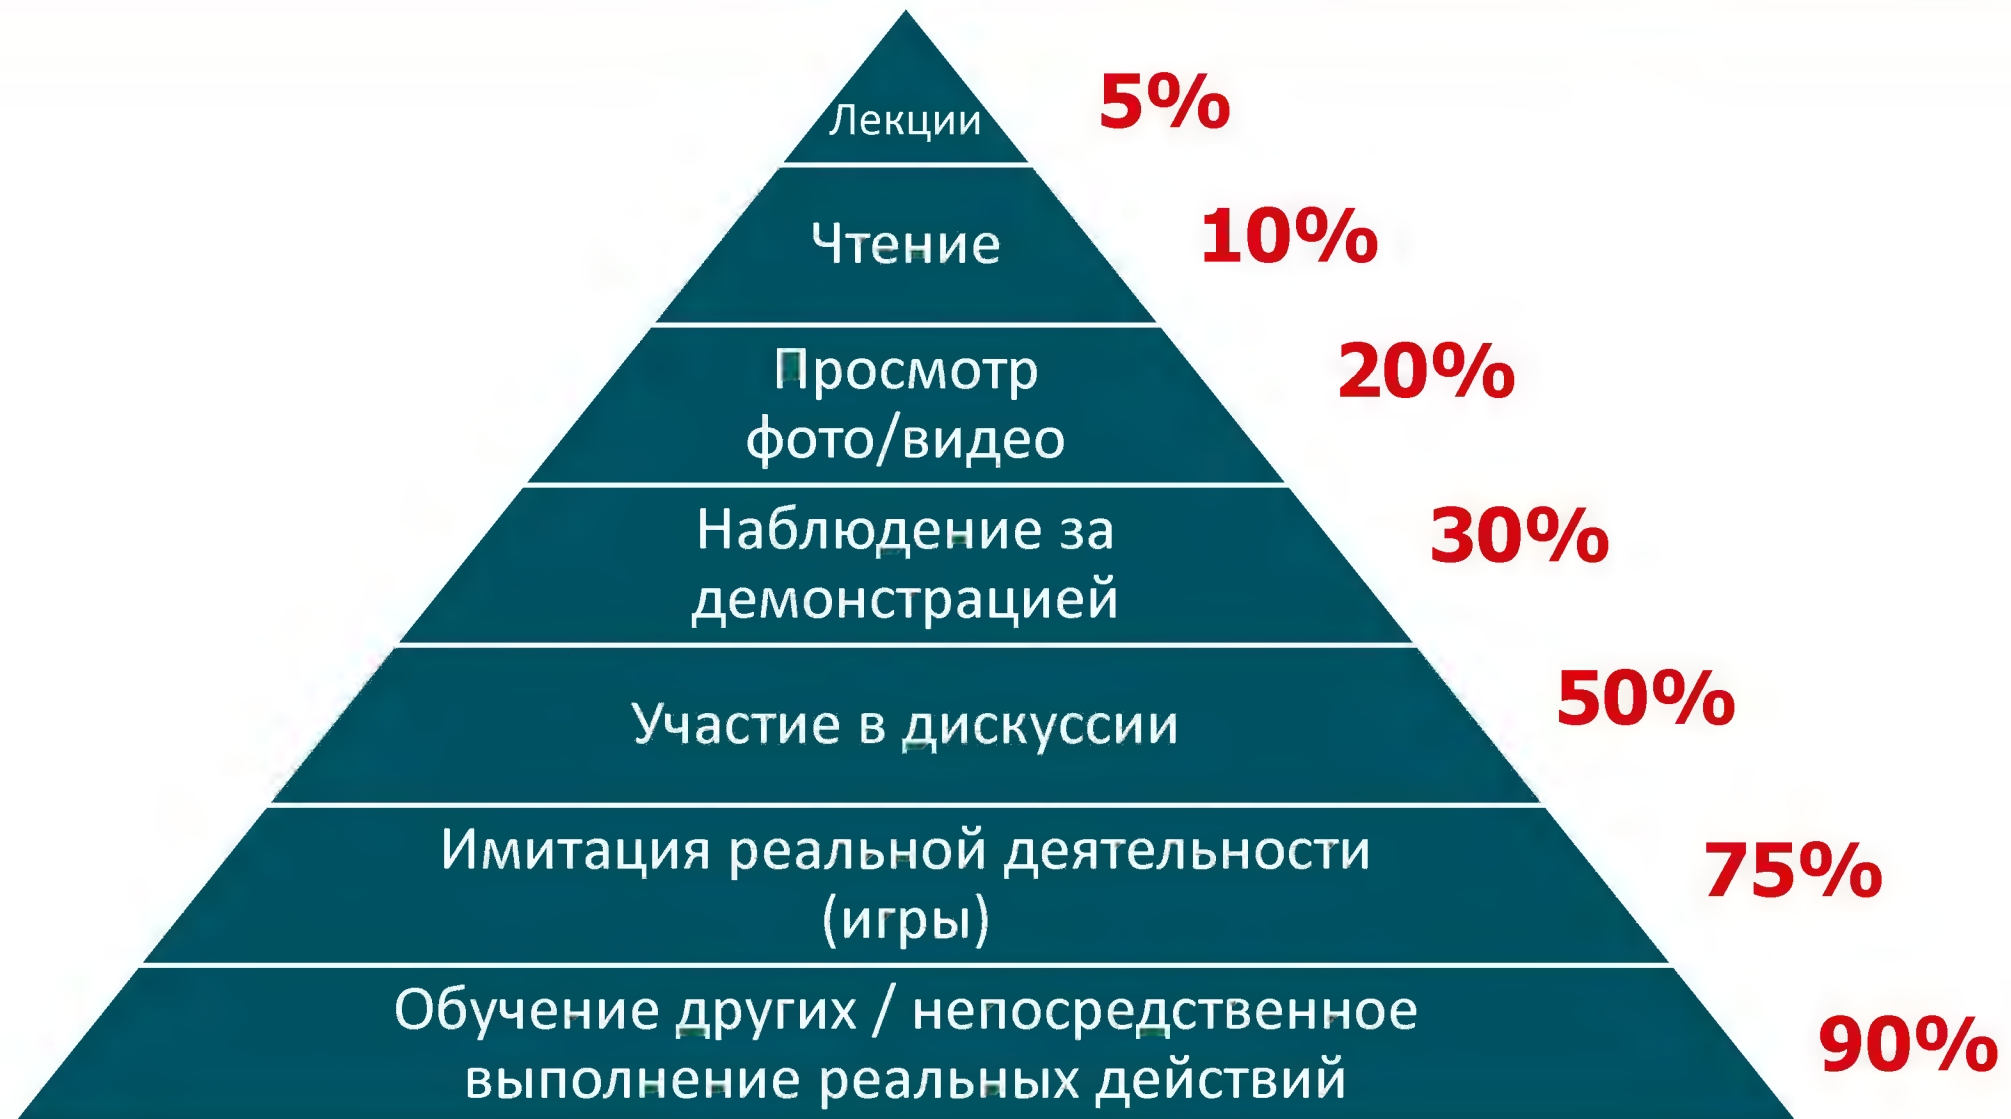 Лекции
5%
Чтение
10%
Просмотр
фото/видео
20%
Наблюдение за
демонстрацией
30%
Участие в дискуссии
50%
Имитация реальной деятельности
(игры)
75%
Обучение других / непосредственное
выполнение реальных действий
90%